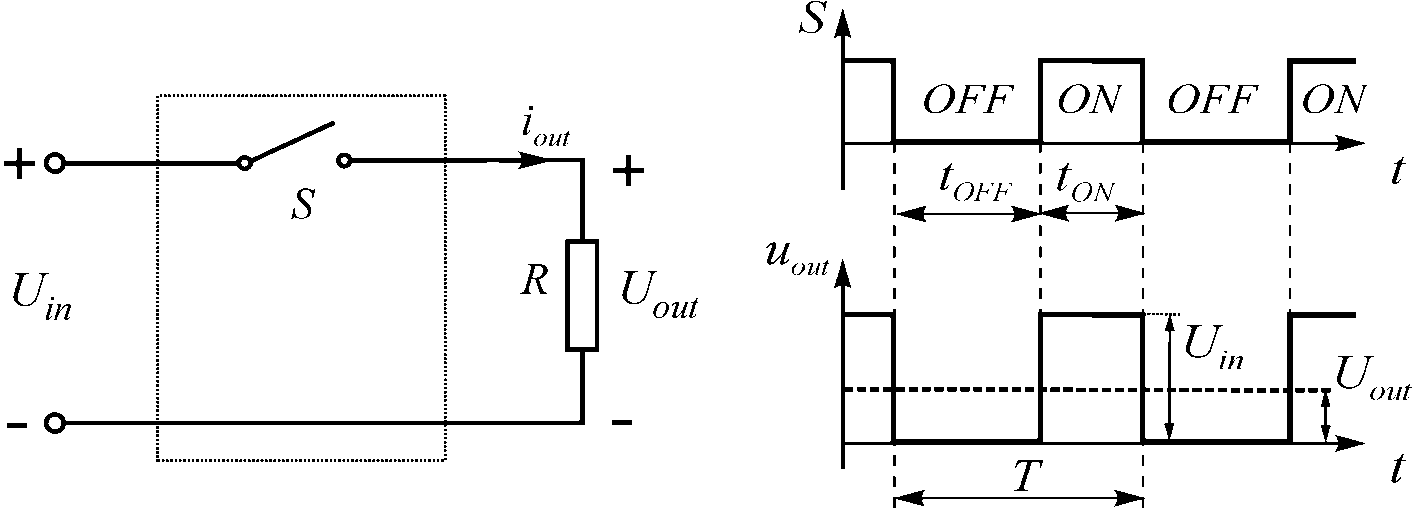 +
S
i_out
+
U_in
R
U_out
-
-
S
OFF ON OFF ON
t_OFF t_ON
t
u_out
U_in
U_out
t
T